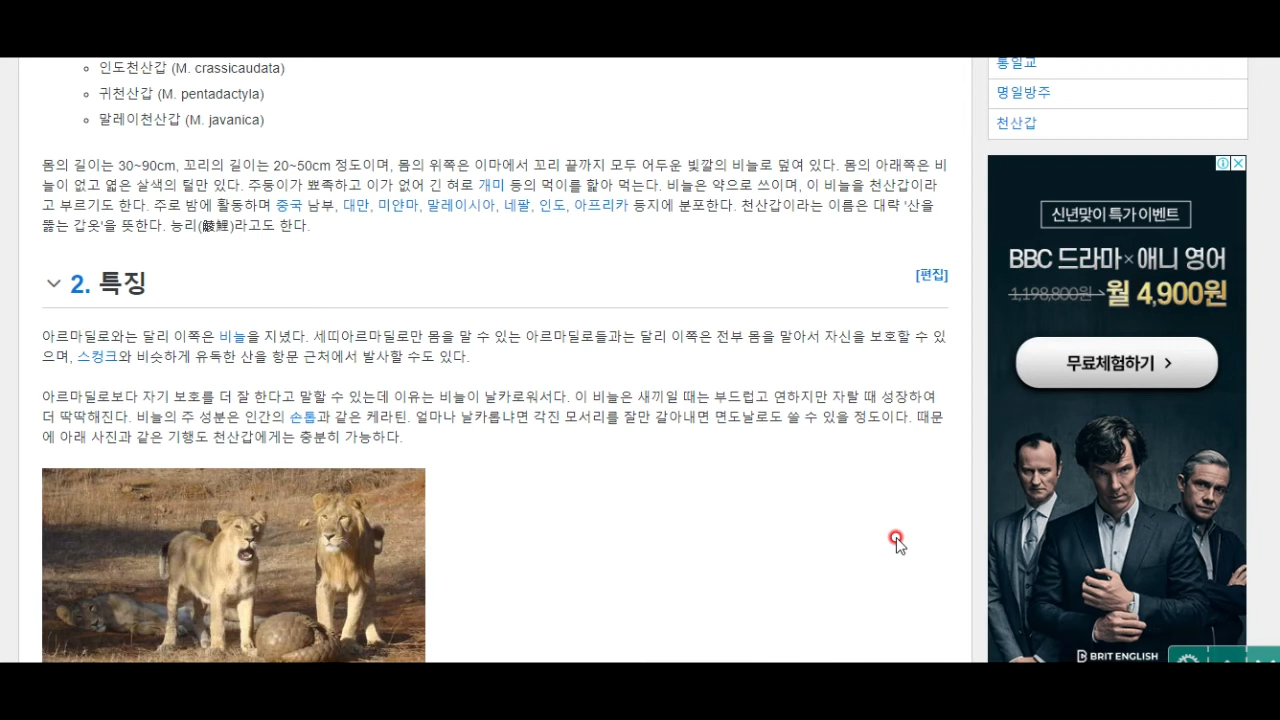 인도천산갑 (M. crassicaudata)
귀천산갑 (M. pentadactyla)
말레이천산갑 (M. javanica)
몸의 길이는 30~90cm, 꼬리의 길이는 20~50cm 정도이며, 몸의 위쪽은 이마에서 꼬리 끝까지 모두 어두운 빛깔의 비늘로 덮여 있다. 몸의 아래쪽은 비
늘이 없고 엷은 살색의 털만 있다. 주둥이가 뾰족하고 이가 없어 긴 혀로 개미 등의 먹이를 핥아 먹는다. 비늘은 약으로 쓰이며, 이 비늘을 천산갑이라
고 부르기도 한다. 주로 밤에 활동하며 중국 남부, 대만, 미얀마, 말레이시아, 네팔, 인도, 아프리카 등지에 분포한다. 천산갑이라는 이름은 대략 '산을
뚫는 갑옷'을 뜻한다. 능리(鯪鯉)라고도 한다.
2. 특징
[편집]
아르마딜로와는 달리 이쪽은 비늘을 지녔다. 세띠아르마딜로만 몸을 말 수 있는 아르마딜로들과는 달리 이쪽은 전부 몸을 말아서 자신을 보호할 수 있
으며, 스컹크와 비슷하게 유독한 산을 항문 근처에서 발사할 수도 있다.
아르마딜로보다 자기 보호를 더 잘 한다고 말할 수 있는데 이유는 비늘이 날카로워서다. 이 비늘은 새끼일 때는 부드럽고 연하지만 자랄 때 성장하여
더 딱딱해진다. 비늘의 주 성분은 인간의 손톱과 같은 케라틴. 얼마나 날카롭냐면 각진 모서리를 잘만 갈아내면 면도날로도 쓸 수 있을 정도이다. 때문
에 아래 사진과 같은 기행도 천산갑에게는 충분히 가능하다.
통일교
명일방주
천산갑
신년맞이 특가 이벤트
BBC 드라마×애니 영어
1,198,800원→월 4,900원
무료체험하기 >
BRIT ENGLISH